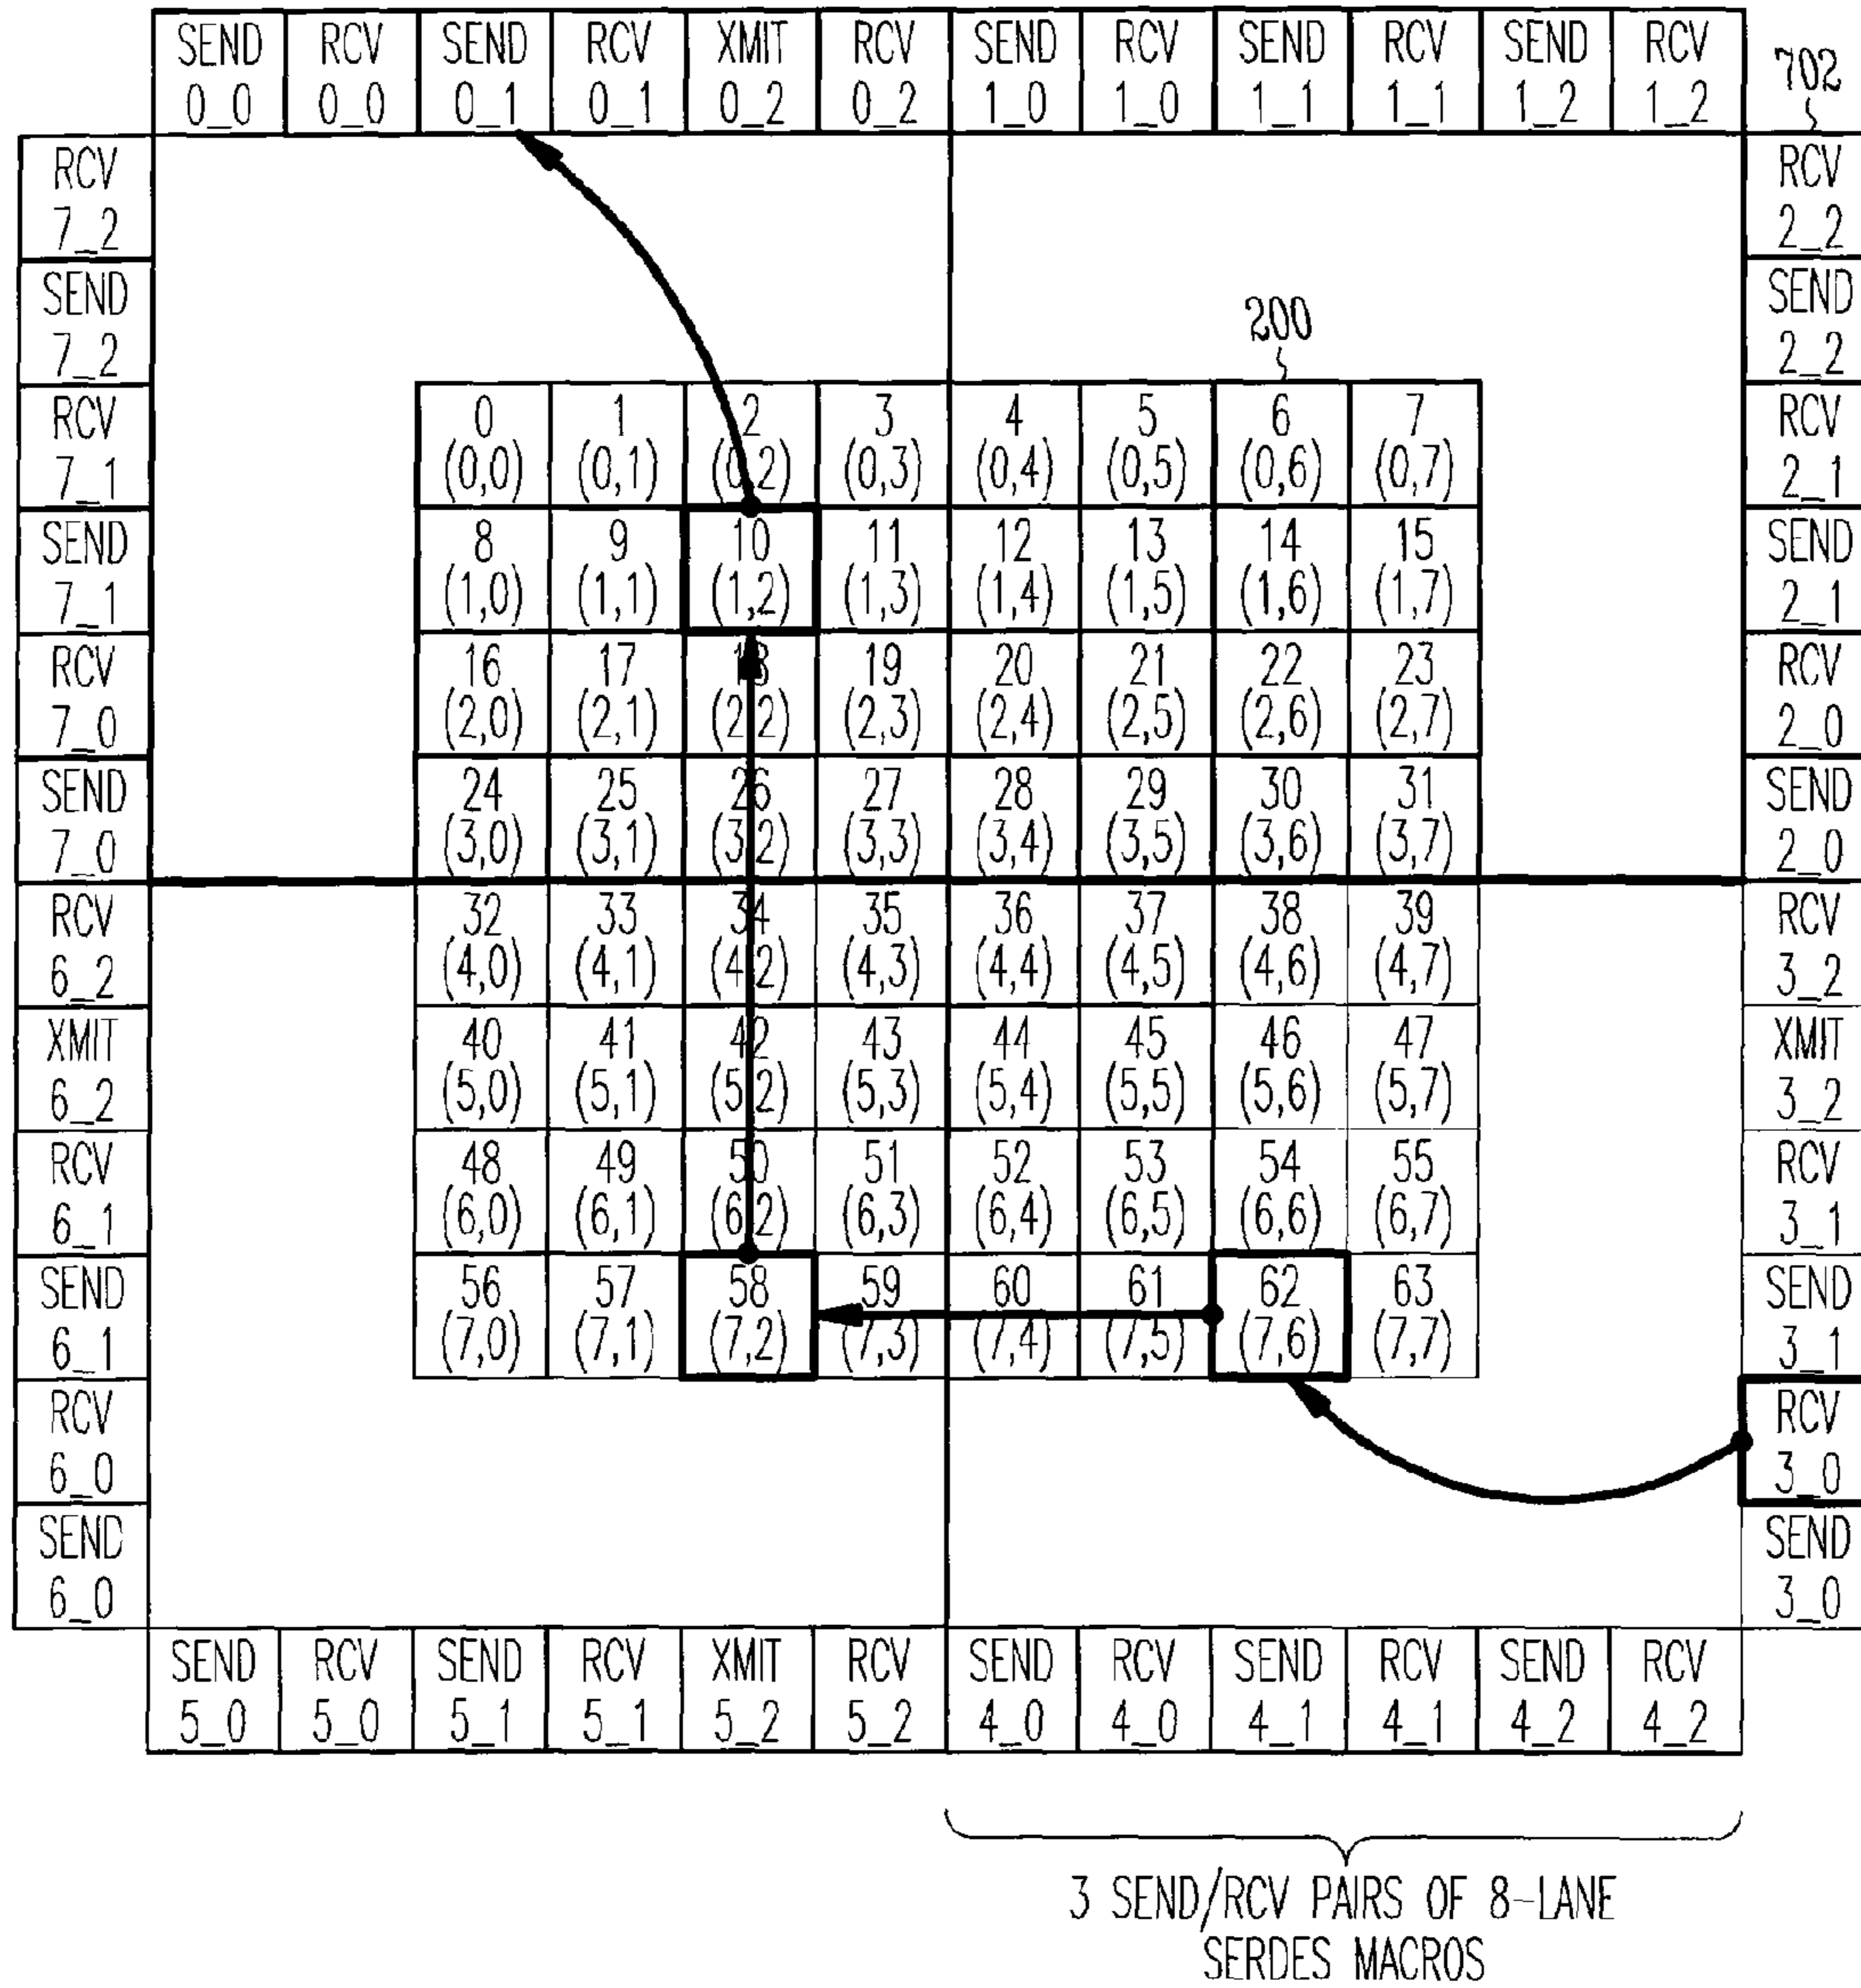 SEND RCV SEND RCV XMIT RCV SEND RCV SEND RCV SEND RCV
0_0 0_0 0_1 0_1 0_2 0_2 1_0 1_0 1_1 1_1 1_2 1_2
702
RCV RCV
7_2 2_2
SEND SEND
7_2 2_2
200
RCV 0 1 2 3 4 5 6 7 RCV
7_1 (0,0) (0,1) (0,2) (0,3) (0,4) (0,5) (0,6) (0,7) 2_1
SEND 8 9 10 11 12 13 14 15 SEND
7_1 (1,0) (1,1) (1,2) (1,3) (1,4) (1,5) (1,6) (1,7) 2_1
RCV 16 17 18 19 20 21 22 23 RCV
7_0 (2,0) (2,1) (2,2) (2,3) (2,4) (2,5) (2,6) (2,7) 2_0
SEND 24 25 26 27 28 29 30 31 SEND
7_0 (3,0) (3,1) (3,2) (3,3) (3,4) (3,5) (3,6) (3,7) 2_0
RCV 32 33 34 35 36 37 38 39 RCV
6_2 (4,0) (4,1) (4,2) (4,3) (4,4) (4,5) (4,6) (4,7) 3_2
XMIT 40 41 42 43 44 45 46 47 XMIT
6_2 (5,0) (5,1) (5,2) (5,3) (5,4) (5,5) (5,6) (5,7) 3_2
RCV 48 49 50 51 52 53 54 55 RCV
6_1 (6,0) (6,1) (6,2) (6,3) (6,4) (6,5) (6,6) (6,7) 3_1
SEND 56 57 58 59 60 61 62 63 SEND
6_1 (7,0) (7,1) (7,2) (7,3) (7,4) (7,5) (7,6) (7,7) 3_1
RCV RCV
6_0 3_0
SEND SEND
6_0 3_0
SEND RCV SEND RCV XMIT RCV SEND RCV SEND RCV SEND RCV
5_0 5_0 5_1 5_1 5_2 5_2 4_0 4_0 4_1 4_1 4_2 4_2
3 SEND/RCV PAIRS OF 8-LANE
SERDES MACROS